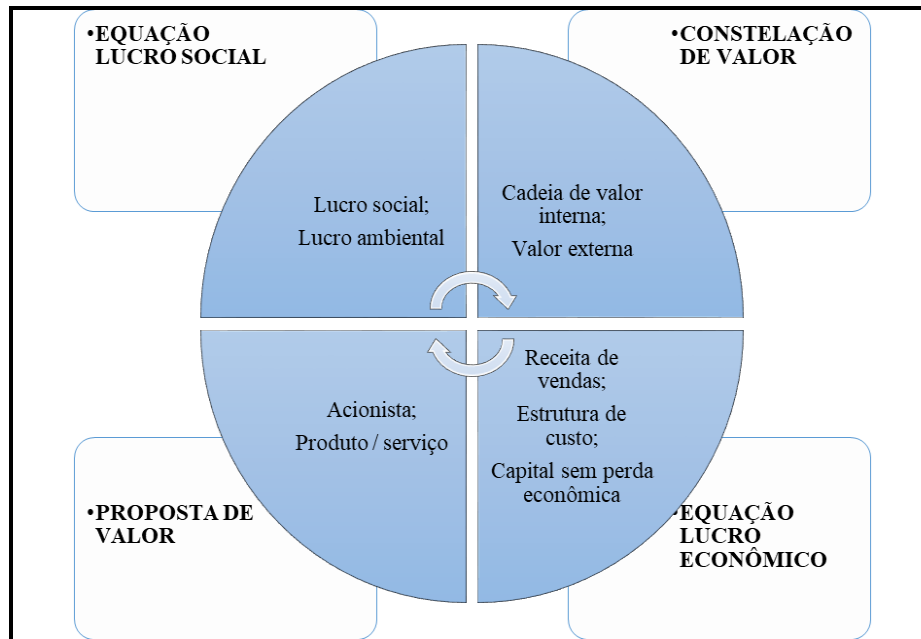 •EQUAÇÃO
LUCRO SOCIAL
•CONSTELAÇÃO
DE VALOR
Lucro social;
Lucro ambiental
Cadeia de valor
interna;
Valor externa
Acionista;
Produto / serviço
Receita de
vendas;
Estrutura de
custo;
Capital sem perda
econômica
•PROPOSTA DE
VALOR
•EQUAÇÃO
LUCRO
ECONÔMICO